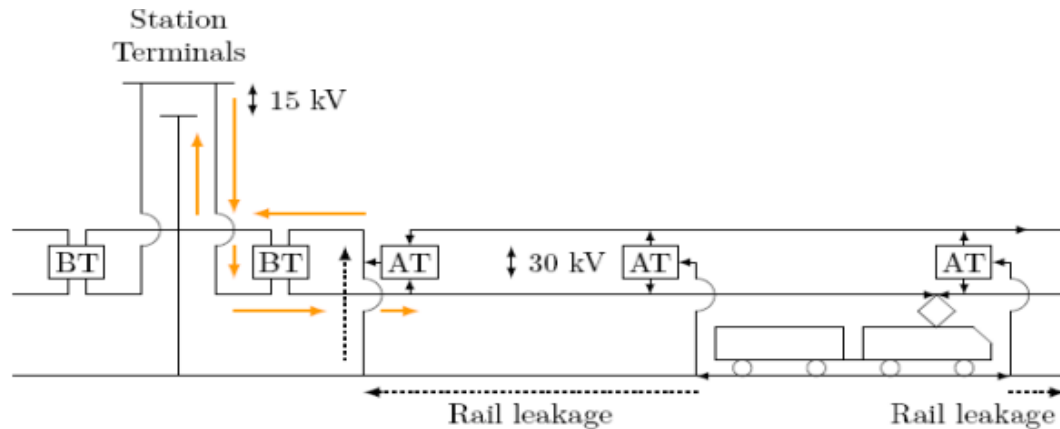 Station
Terminals
15 kV
BT
BT
AT
30 kV
AT
AT
Rail leakage
Rail leakage